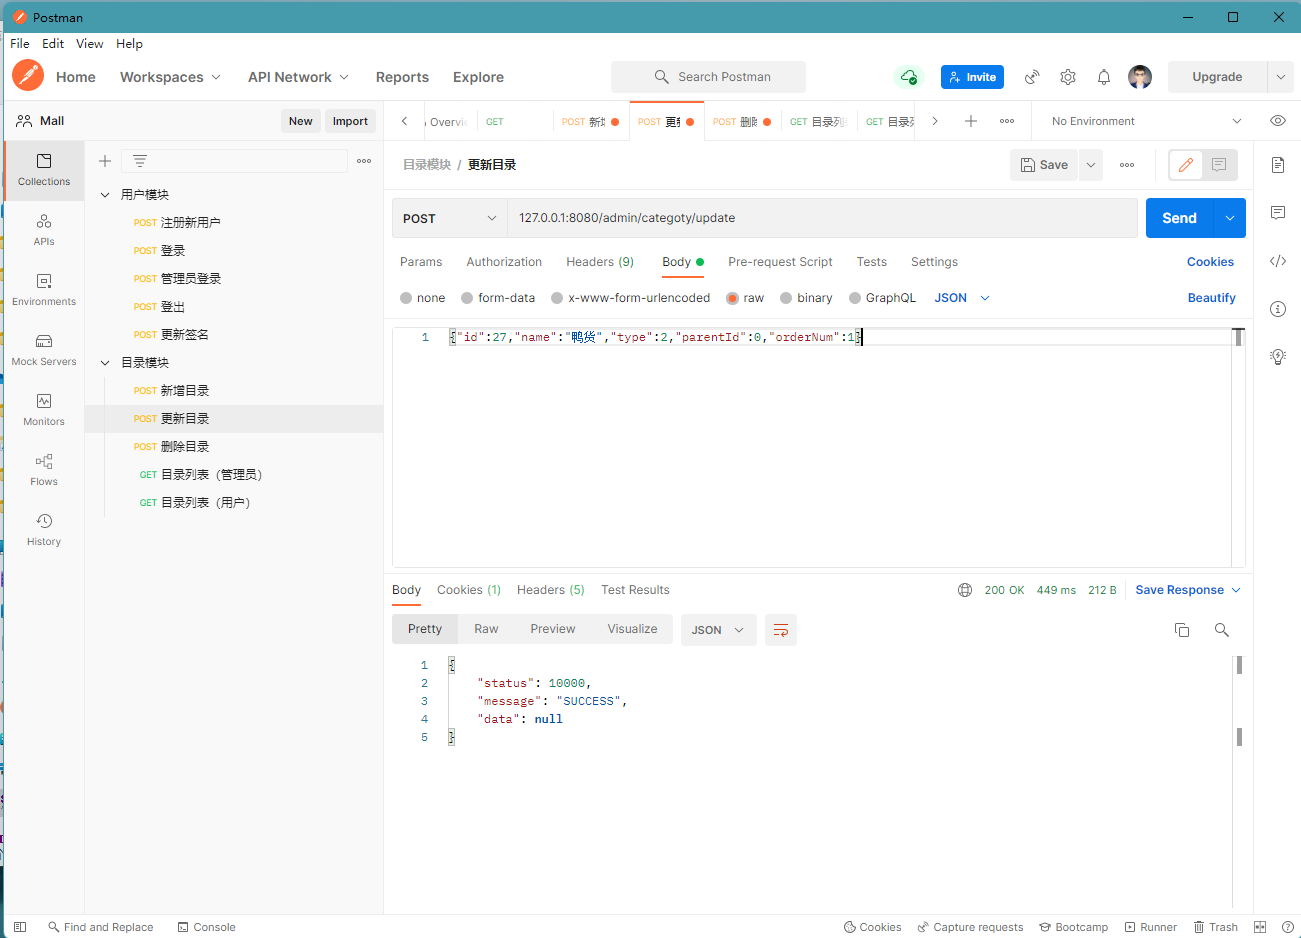 Postman
File Edit View Help
Home Workspaces API Network Reports Explore Search Postman Invite Upgrade
Mall New Import Overvi GET POST 新增 POST 更新 POST 删除 GET 目录列 GET 目录列 No Environment
Collections
APIs
Environments
Mock Servers
Monitors
Flows
History
用户模块
POST 注册新用户
POST 登录
POST 管理员登录
POST 登出
POST 更新签名
目录模块
POST 新增目录
POST 更新目录
POST 删除目录
GET 目录列表（管理员）
GET 目录列表（用户）
目录模块 / 更新目录 Save
POST 127.0.0.1:8080/admin/categoty/update Send
Params Authorization Headers (9) Body Pre-request Script Tests Settings Cookies
none form-data x-www-form-urlencoded raw binary GraphQL JSON Beautify
1 {"id":27,"name":"鸭货","type":2,"parentId":0,"orderNum":1}
Body Cookies (1) Headers (5) Test Results 200 OK 449 ms 212 B Save Response
Pretty Raw Preview Visualize JSON
1 {
2 "status": 10000,
3 "message": "SUCCESS",
4 "data": null
5 }
Find and Replace Console Cookies Capture requests Bootcamp Runner Trash